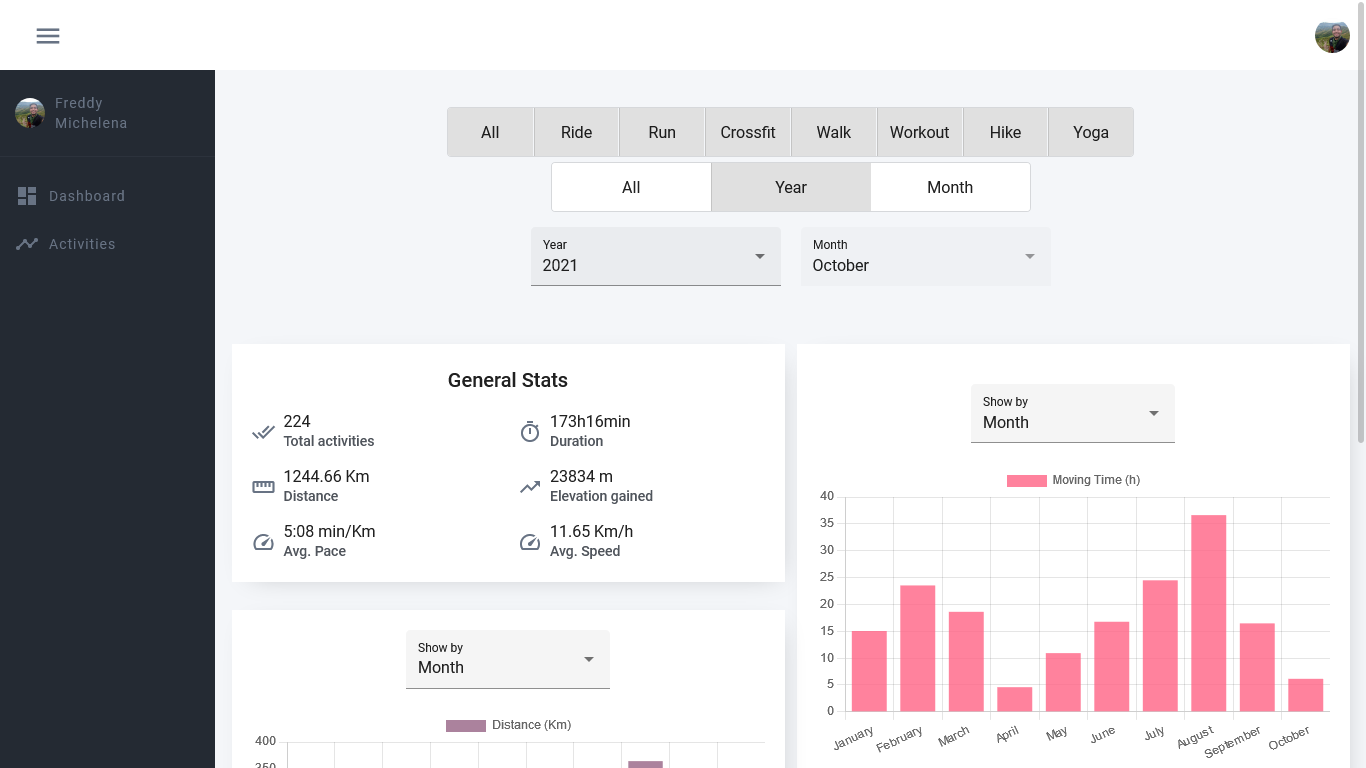 Freddy
Michelena
Dashboard
Activities
All Ride Run Crossfit Walk Workout Hike Yoga
All Year Month
Year
2021
Month
October
General Stats
224
Total activities
173h16min
Duration
1244.66 Km
Distance
23834 m
Elevation gained
5:08 min/Km
Avg. Pace
11.65 Km/h
Avg. Speed
Show by
Month
Distance (Km)
400
350
Show by
Month
Moving Time (h)
40
35
30
25
20
15
10
5
0
January February March April May June July August September October